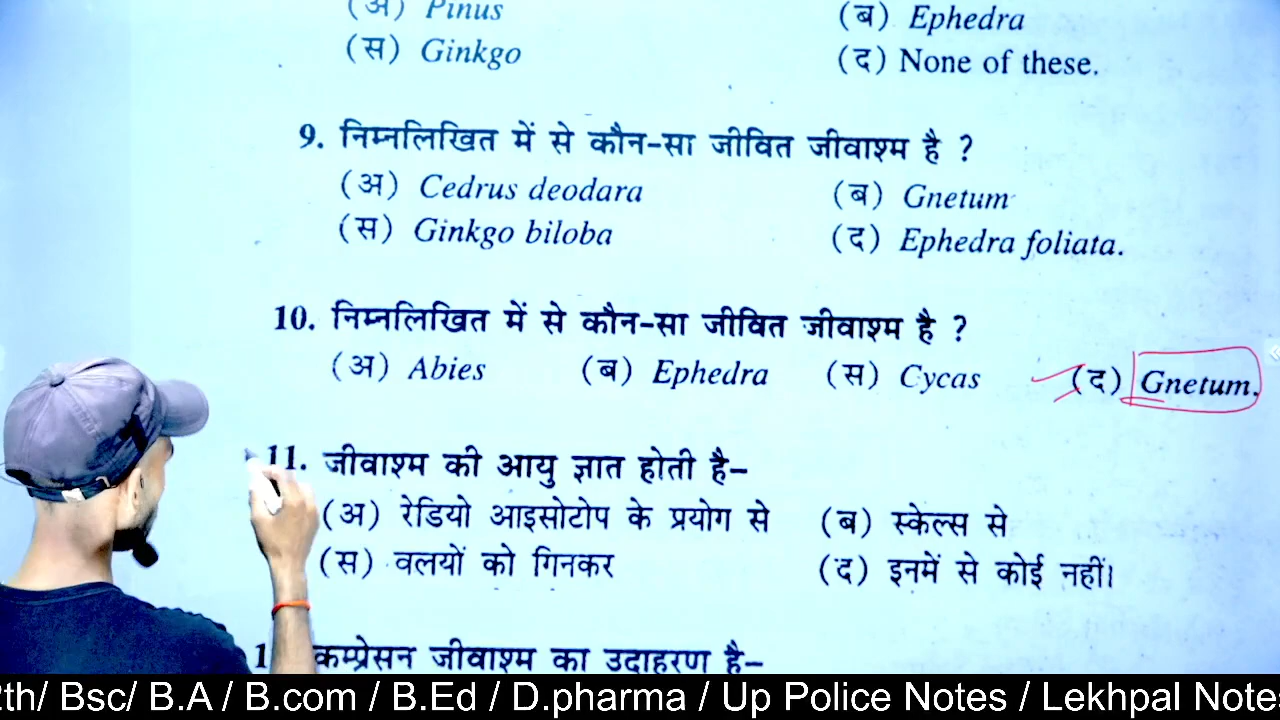 (अ) Pinus (ब) Ephedra
(स) Ginkgo (द) None of these.
9. निम्नलिखित में से कौन-सा जीवित जीवाश्म है ?
(अ) Cedrus deodara (ब) Gnetum
(स) Ginkgo biloba (द) Ephedra foliata.
10. निम्नलिखित में से कौन-सा जीवित जीवाश्म है ?
(अ) Abies (ब) Ephedra (स) Cycas (द) Gnetum.
11. जीवाश्म की आयु ज्ञात होती है–
(अ) रेडियो आइसोटोप के प्रयोग से (ब) स्केल्स से
(स) वलयों को गिनकर (द) इनमें से कोई नहीं।
1 कम्प्रेसन जीवाश्म का उदाहरण है–
2th/ Bsc/ B.A / B.com / B.Ed / D.pharma / Up Police Notes / Lekhpal Notes